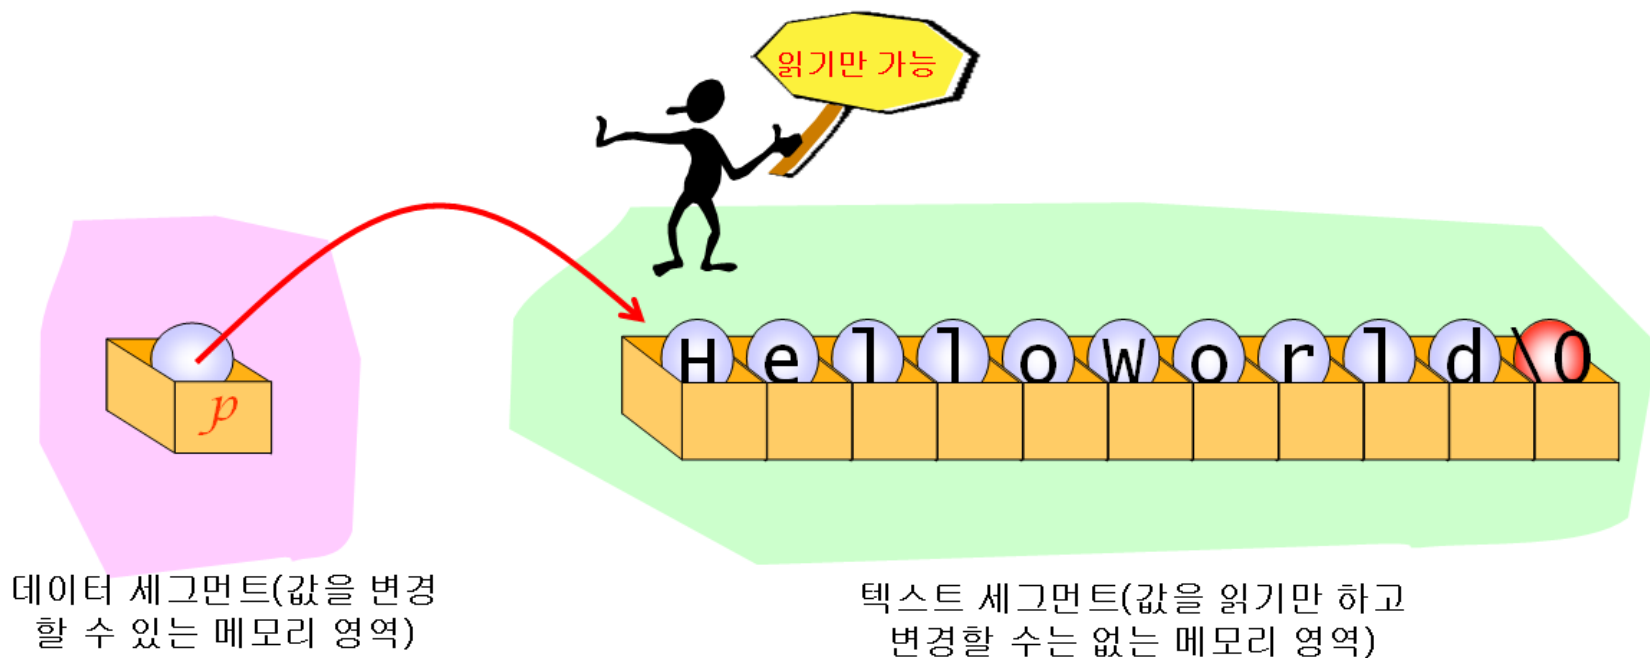 읽기만 가능
p
HelloWorld\0
데이터 세그먼트(값을 변경
할 수 있는 메모리 영역)
텍스트 세그먼트(값을 읽기만 하고
변경할 수는 없는 메모리 영역)